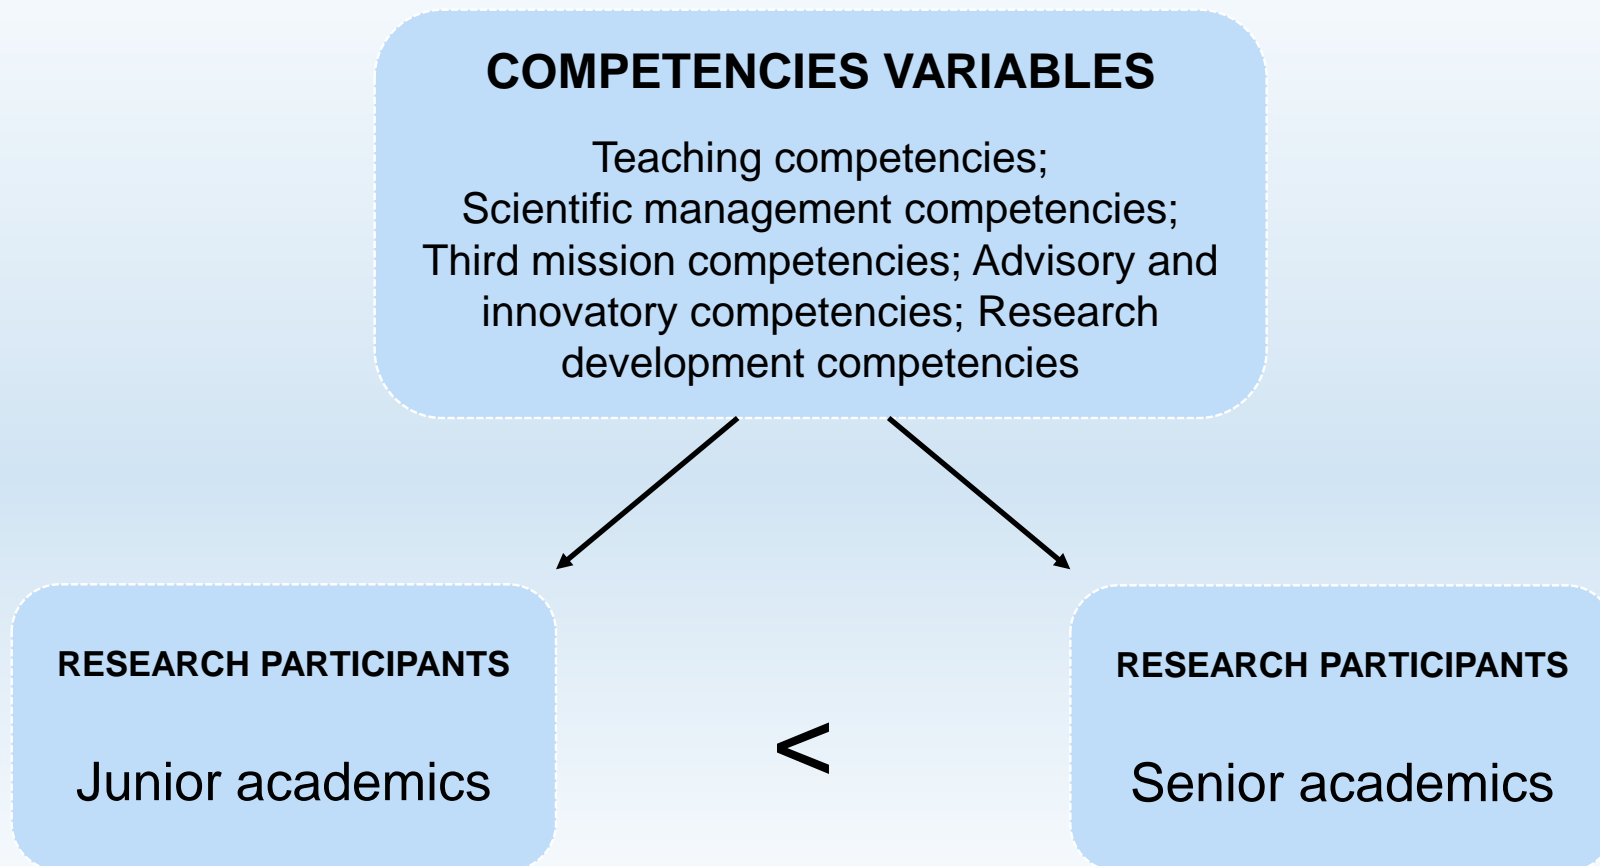 COMPETENCIES VARIABLES
Teaching competencies;
Scientific management competencies;
Third mission competencies; Advisory and
innovatory competencies; Research
development competencies
RESEARCH PARTICIPANTS
Junior academics
<
RESEARCH PARTICIPANTS
Senior academics